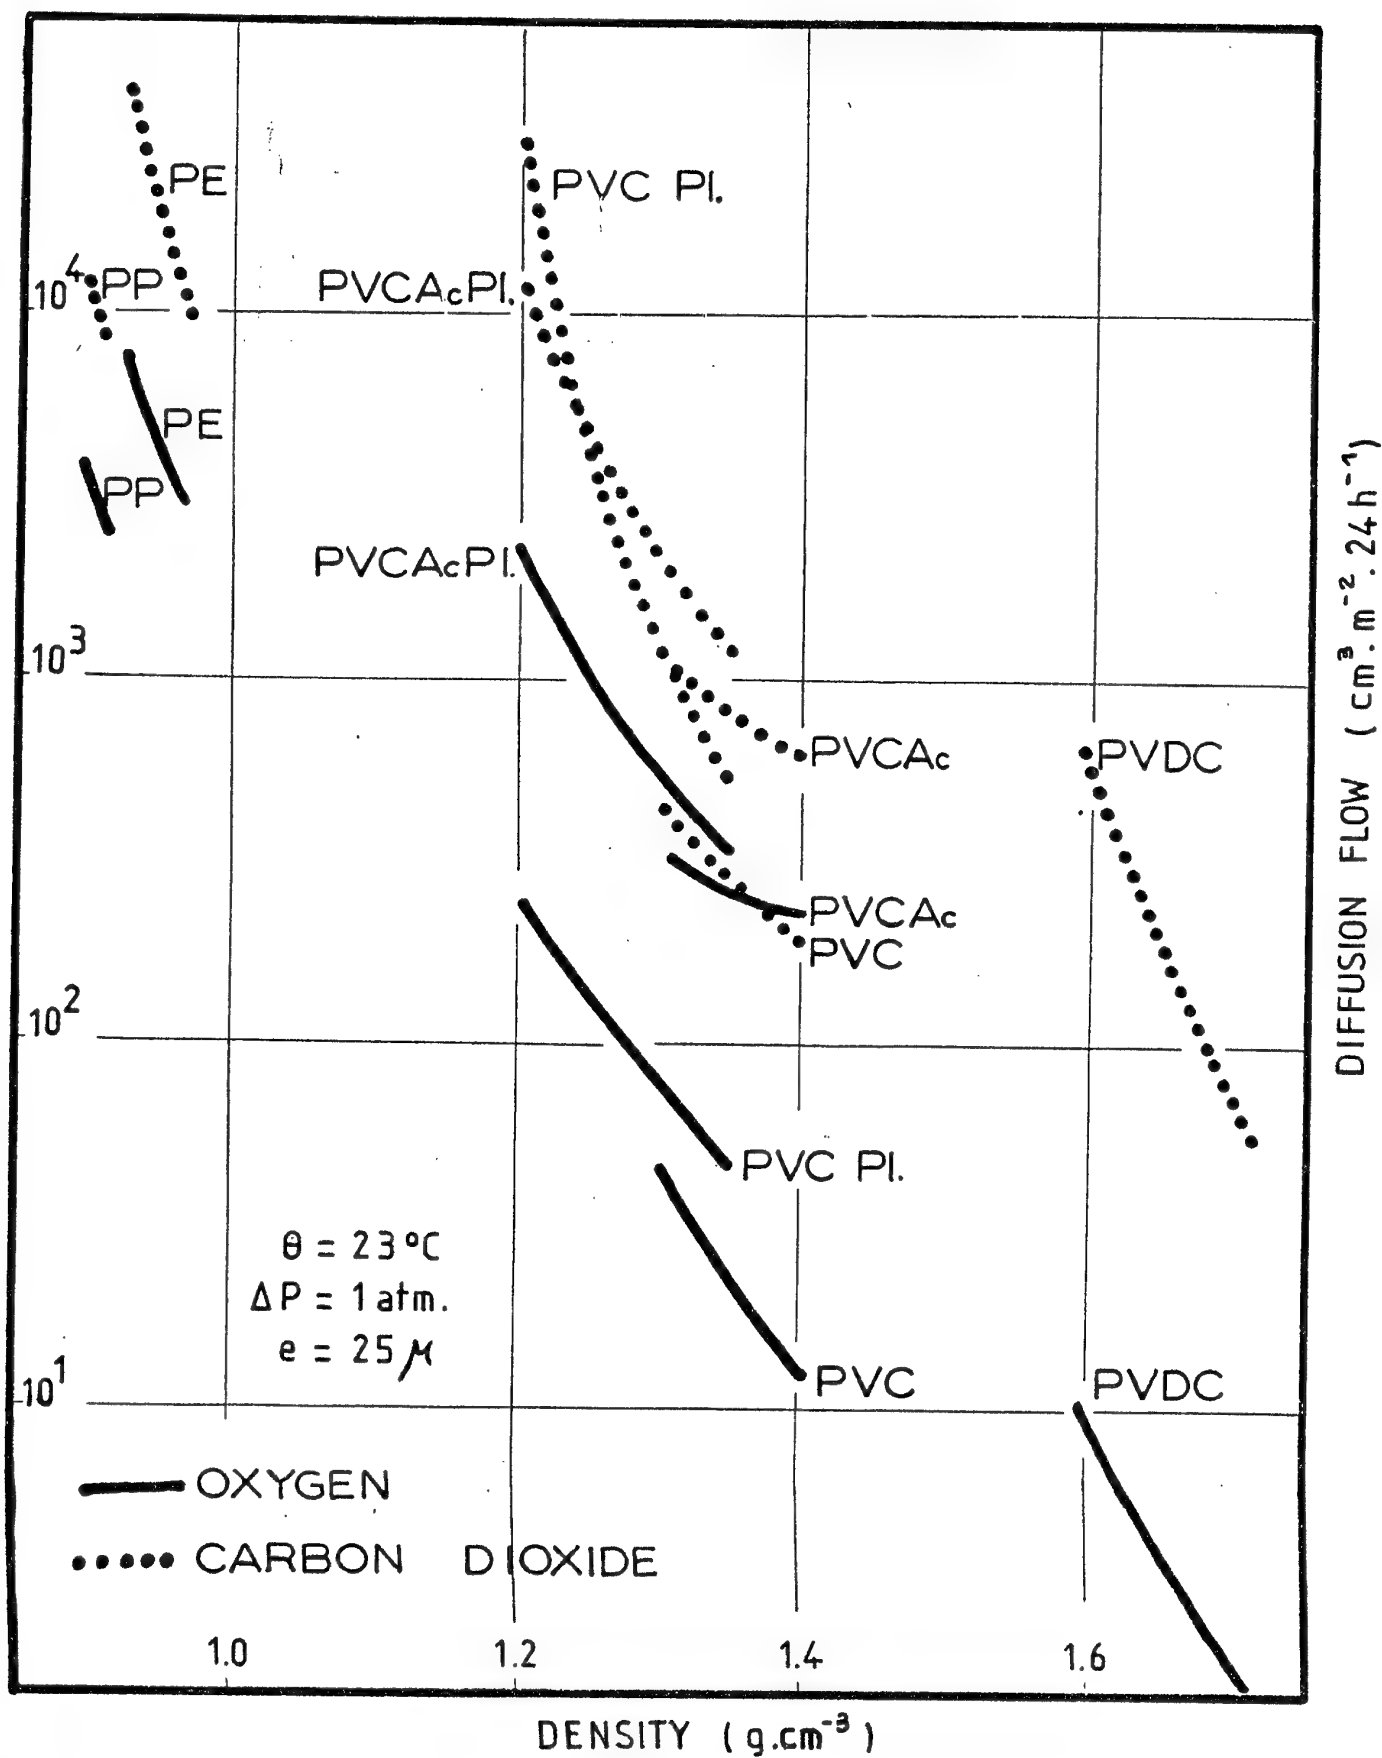 PE
PVC Pl.
10⁴
PP
PVCAcPl.
PE
PP
PVCAcPl.
10³
PVCAc
PVDC
PVCAc
PVC
10²
PVC Pl.
θ = 23°C
ΔP = 1 atm.
e = 25 μ
10¹
PVC
PVDC
OXYGEN
CARBON DIOXIDE
1.0 1.2 1.4 1.6
DENSITY (g.cm⁻³)
DIFFUSION FLOW (cm³.m⁻².24h⁻¹)